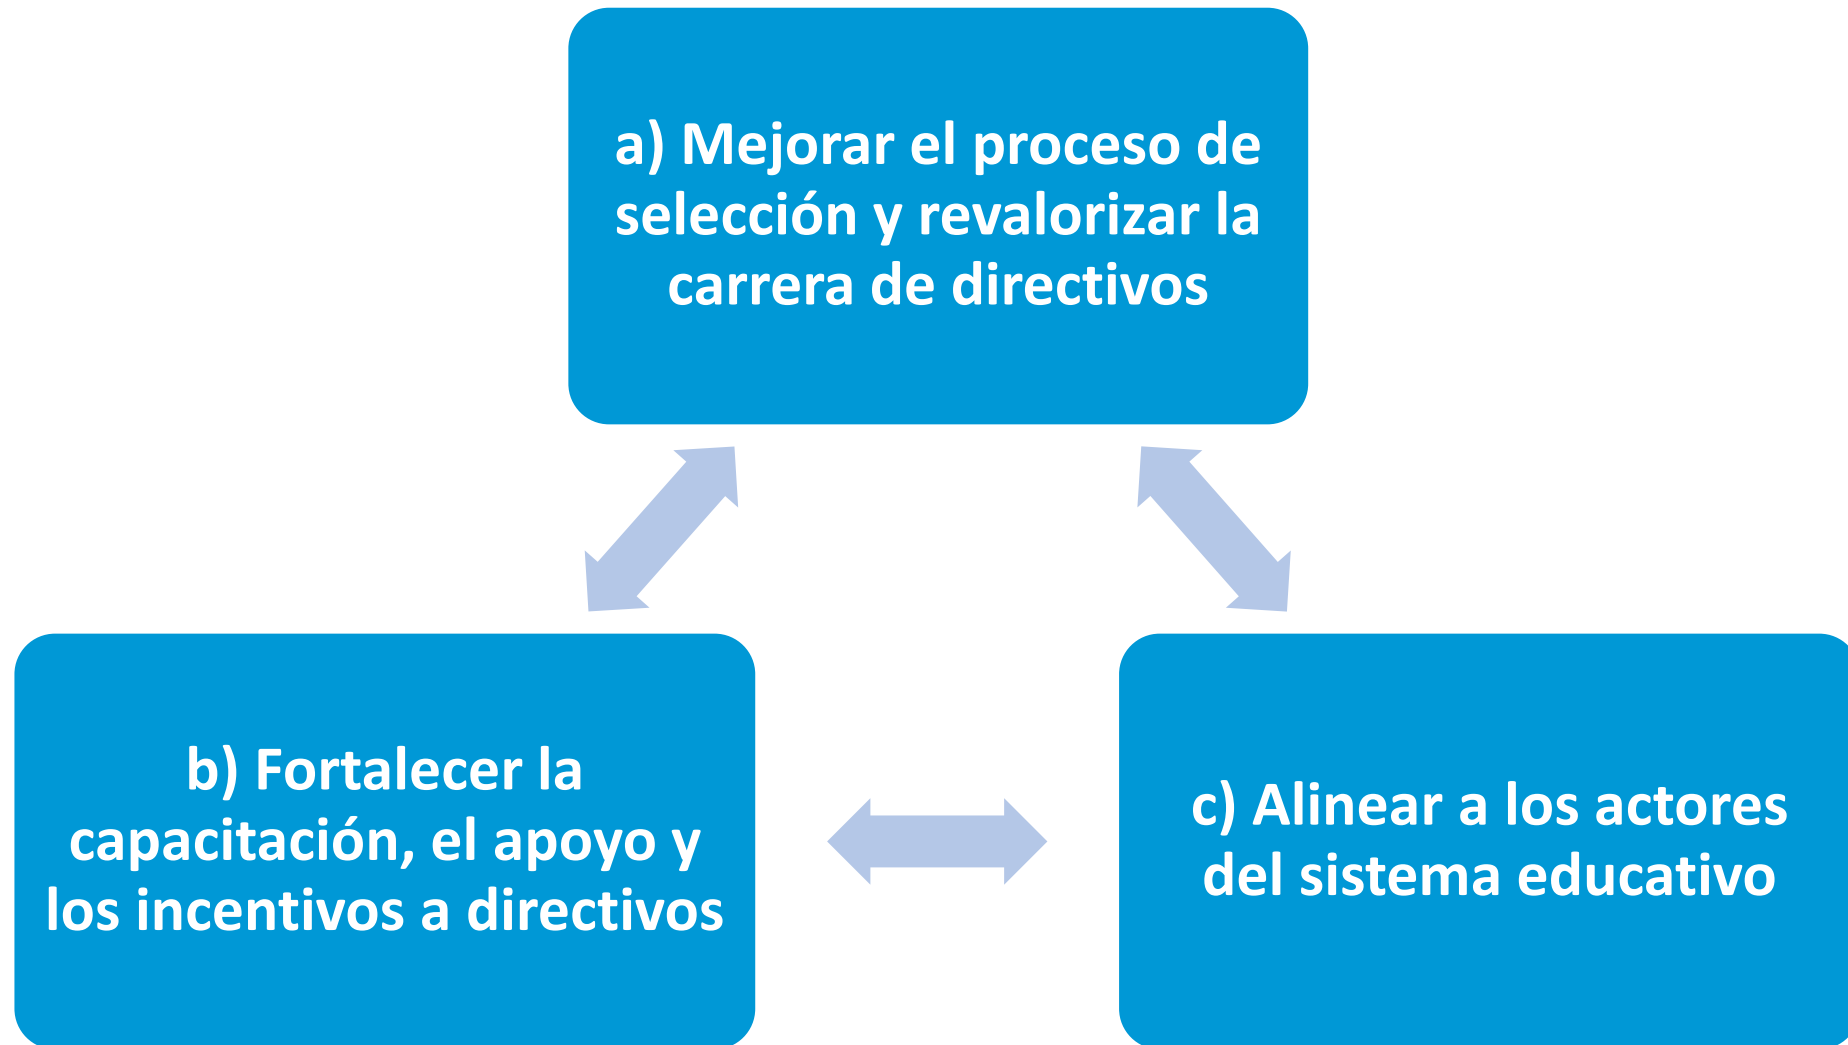 a) Mejorar el proceso de
selección y revalorizar la
carrera de directivos
b) Fortalecer la
capacitación, el apoyo y
los incentivos a directivos
c) Alinear a los actores
del sistema educativo